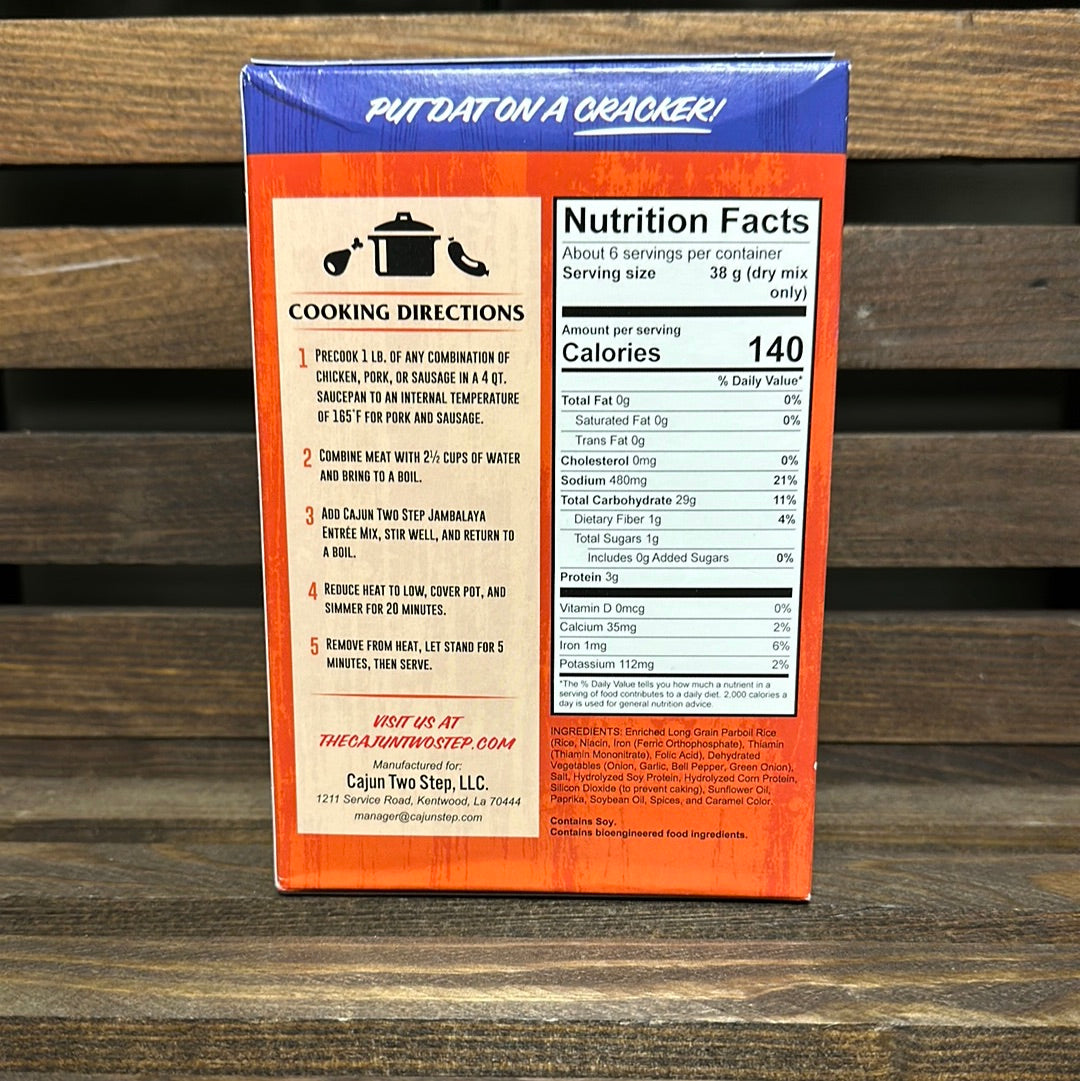 PUT DAT ON A CRACKER!
COOKING DIRECTIONS
1 PRECOOK 1 LB. OF ANY COMBINATION OF
CHICKEN, PORK, OR SAUSAGE IN A 4 QT.
SAUCEPAN TO AN INTERNAL TEMPERATURE
OF 165°F FOR PORK AND SAUSAGE.
2 COMBINE MEAT WITH 2½ CUPS OF WATER
AND BRING TO A BOIL.
3 ADD CAJUN TWO STEP JAMBALAYA
ENTRÉE MIX, STIR WELL, AND RETURN TO
A BOIL.
4 REDUCE HEAT TO LOW, COVER POT, AND
SIMMER FOR 20 MINUTES.
5 REMOVE FROM HEAT, LET STAND FOR 5
MINUTES, THEN SERVE.
VISIT US AT
THECAJUNTWOSTEP.COM
Manufactured for:
Cajun Two Step, LLC.
1211 Service Road, Kentwood, La 70444
manager@cajunstep.com
Nutrition Facts
About 6 servings per container
Serving size 38 g (dry mix
only)
Amount per serving
Calories 140
% Daily Value*
Total Fat 0g 0%
Saturated Fat 0g 0%
Trans Fat 0g
Cholesterol 0mg 0%
Sodium 480mg 21%
Total Carbohydrate 29g 11%
Dietary Fiber 1g 4%
Total Sugars 1g
Includes 0g Added Sugars 0%
Protein 3g
Vitamin D 0mcg 0%
Calcium 35mg 2%
Iron 1mg 6%
Potassium 112mg 2%
*The % Daily Value tells you how much a nutrient in a
serving of food contributes to a daily diet. 2,000 calories a
day is used for general nutrition advice.
INGREDIENTS: Enriched Long Grain Parboil Rice
(Rice, Niacin, Iron (Ferric Orthophosphate), Thiamin
(Thiamin Mononitrate), Folic Acid), Dehydrated
Vegetables (Onion, Garlic, Bell Pepper, Green Onion),
Salt, Hydrolyzed Soy Protein, Hydrolyzed Corn Protein,
Silicon Dioxide (to prevent caking), Sunflower Oil,
Paprika, Soybean Oil, Spices, and Caramel Color.
Contains Soy.
Contains bioengineered food ingredients.